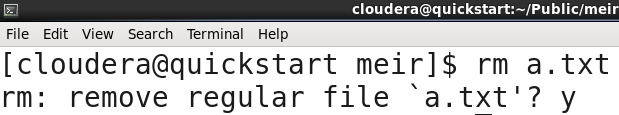 cloudera@quickstart:~/Public/meir
File Edit View Search Terminal Help
[cloudera@quickstart meir]$ rm a.txt
rm: remove regular file `a.txt'? y